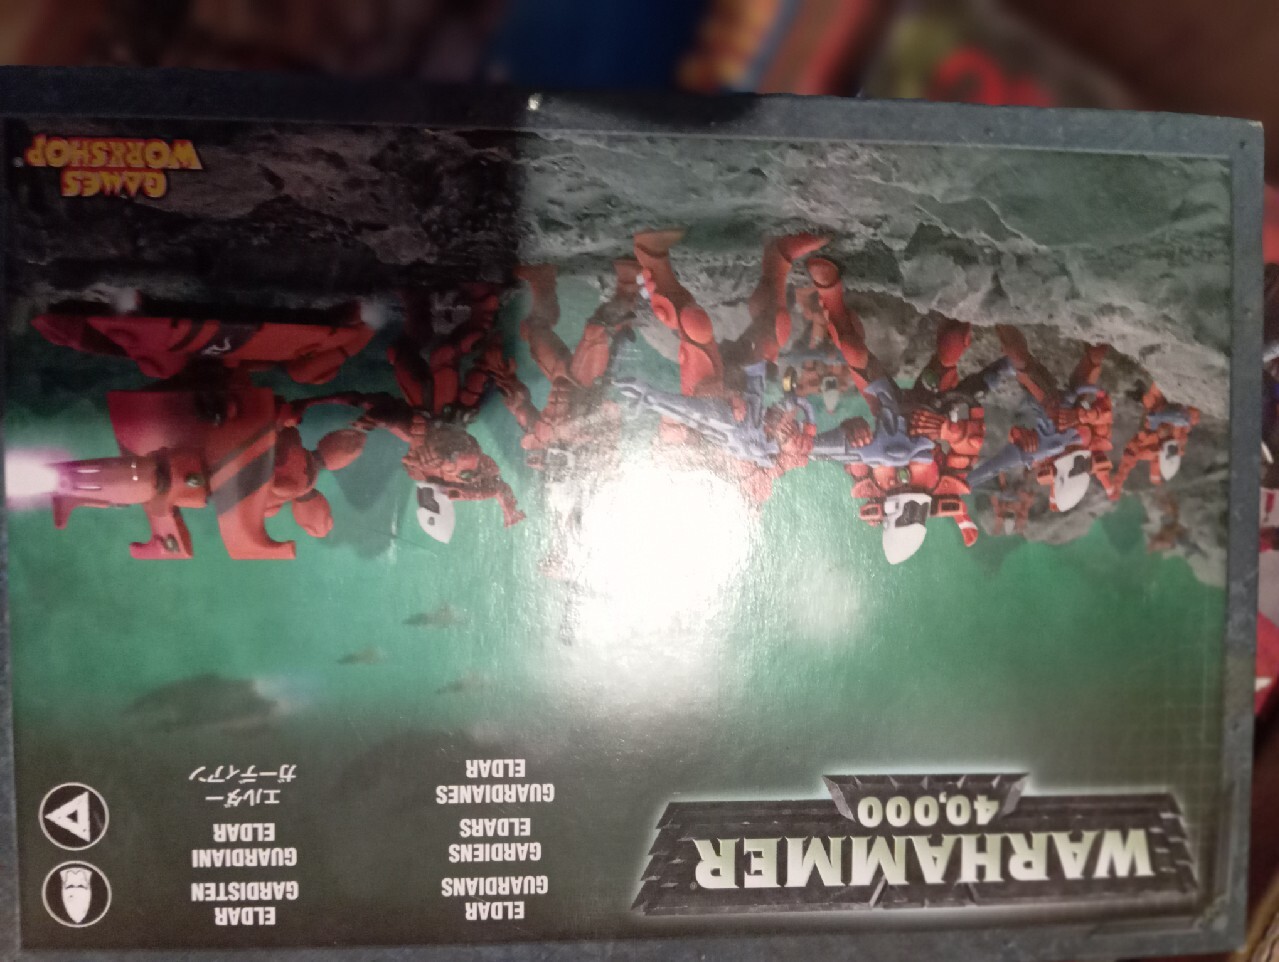 WARHAMMER
40,000
ELDAR
GUARDIANS
GARDIENS
ELDARS
GUARDIANES
ELDAR
ELDAR
GARDISTEN
GUARDIANI
ELDAR
エルダー
ガーディアン
GAMES
WORKSHOP